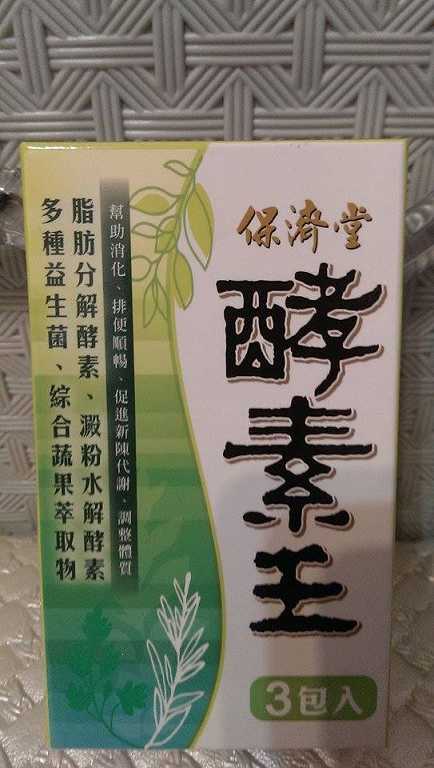 保濟堂
酵素王
3包入
幫助消化、排便順暢、促進新陳代謝、調整體質
脂肪分解酵素、澱粉水解酵素
多種益生菌、綜合蔬果萃取物